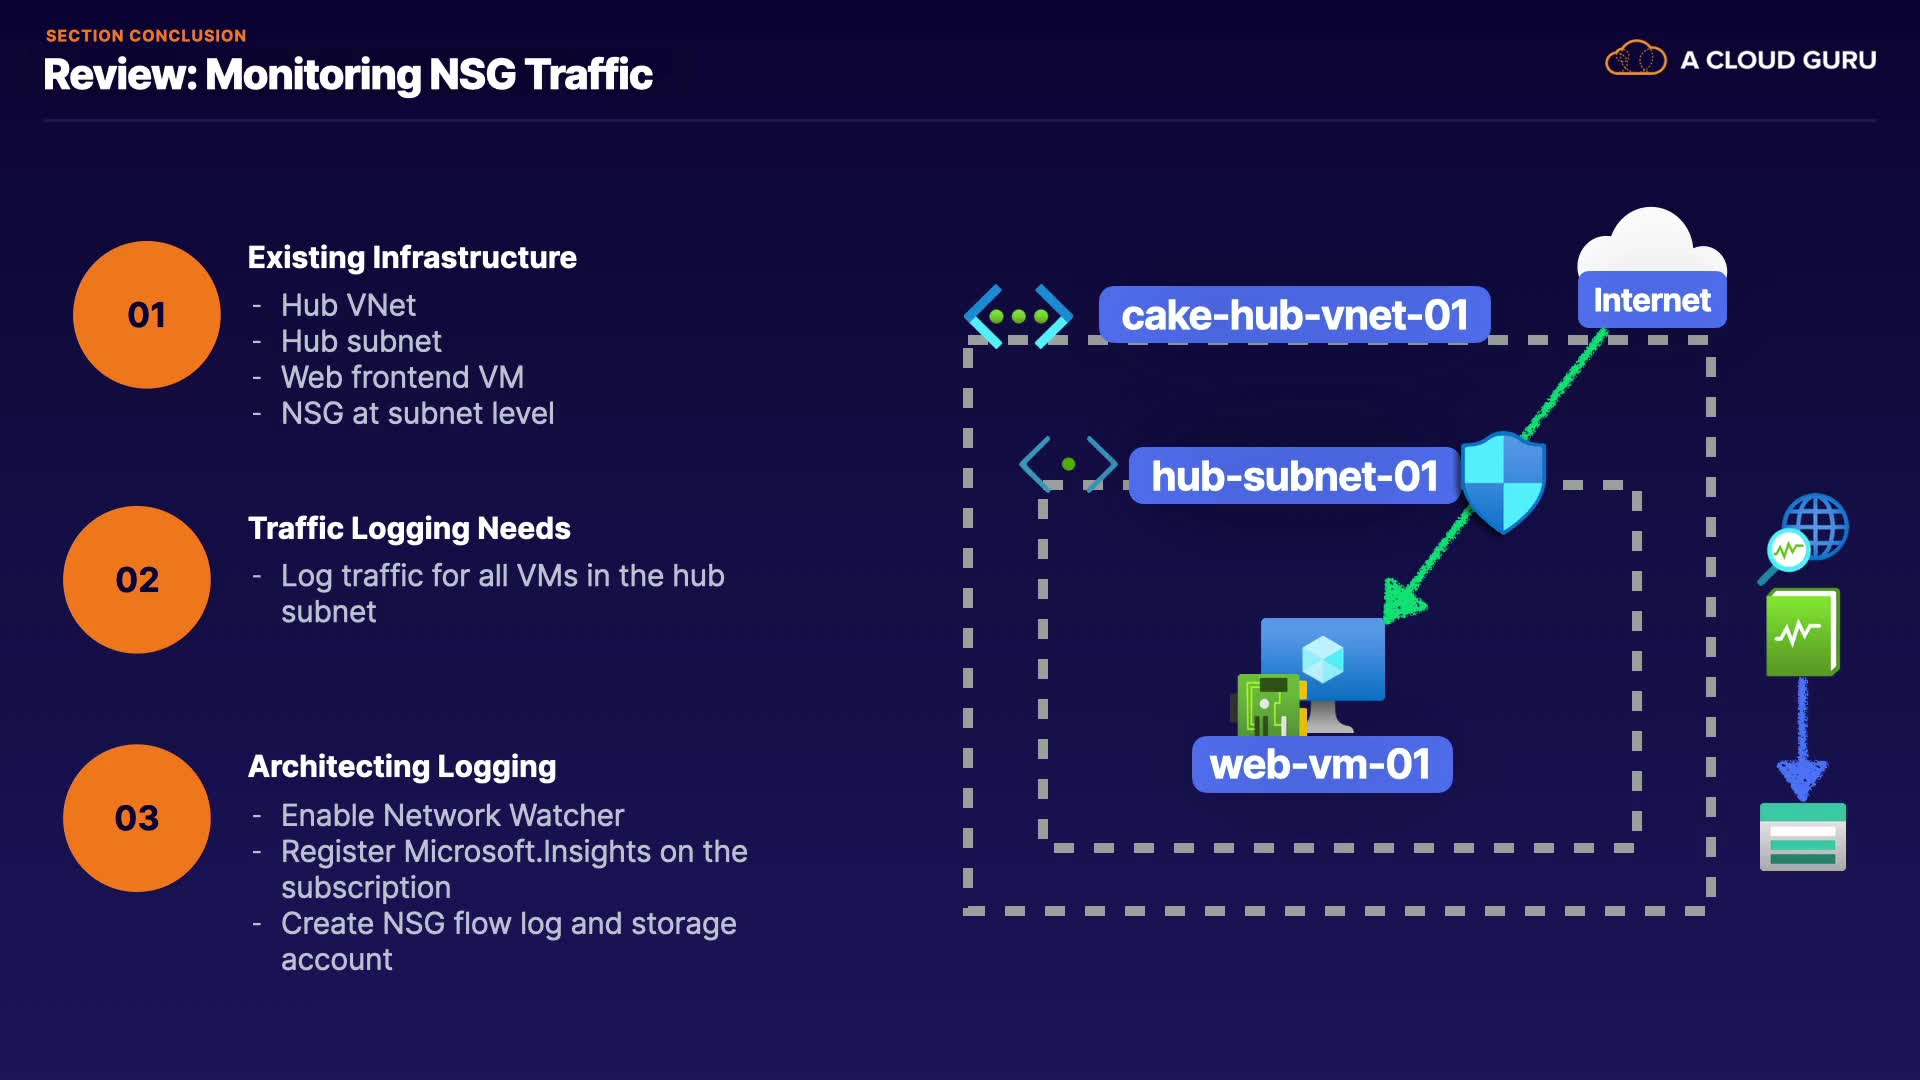 SECTION CONCLUSION
Review: Monitoring NSG Traffic
A CLOUD GURU
01
Existing Infrastructure
- Hub VNet
- Hub subnet
- Web frontend VM
- NSG at subnet level
02
Traffic Logging Needs
- Log traffic for all VMs in the hub
subnet
03
Architecting Logging
- Enable Network Watcher
- Register Microsoft.Insights on the
subscription
- Create NSG flow log and storage
account
Internet
cake-hub-vnet-01
hub-subnet-01
web-vm-01